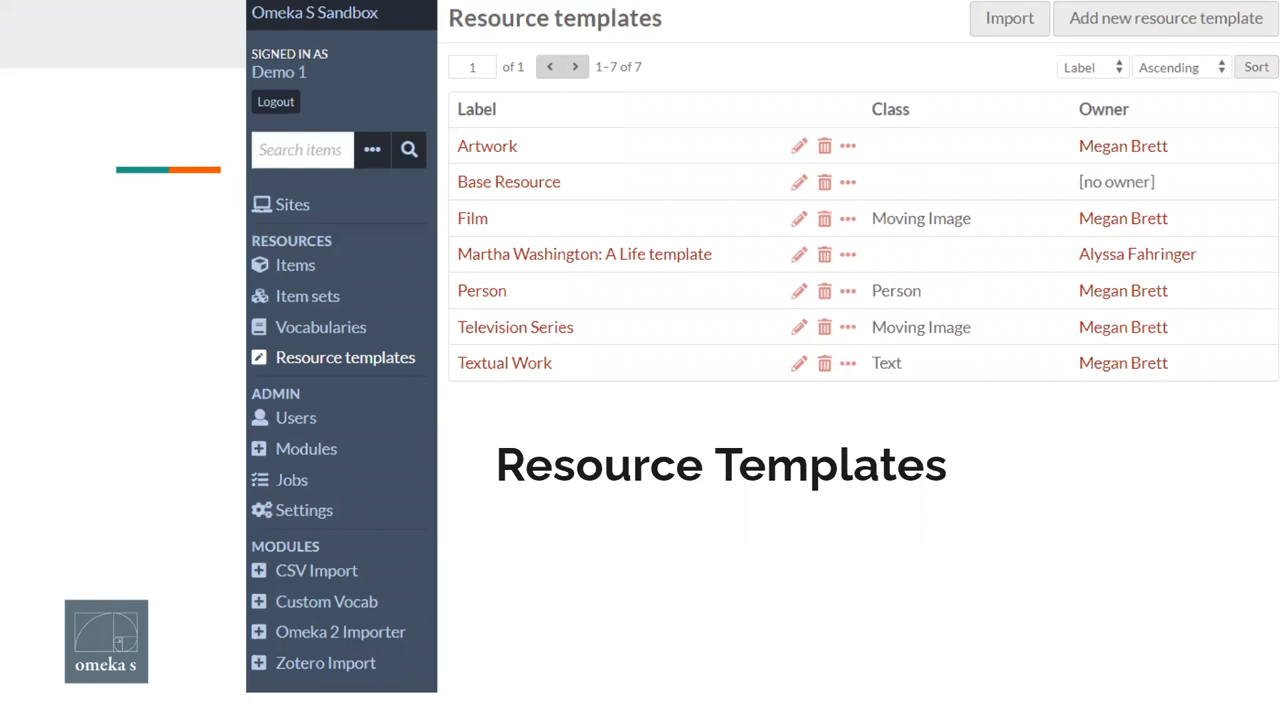 Omeka S Sandbox
SIGNED IN AS
Demo 1
Logout
Search items
Sites
RESOURCES
Items
Item sets
Vocabularies
Resource templates
ADMIN
Users
Modules
Jobs
Settings
MODULES
CSV Import
Custom Vocab
Omeka 2 Importer
Zotero Import
Resource templates
Import
Add new resource template
1 of 1 1–7 of 7
Label Ascending Sort
Label Class Owner
Artwork Megan Brett
Base Resource [no owner]
Film Moving Image Megan Brett
Martha Washington: A Life template Alyssa Fahringer
Person Person Megan Brett
Television Series Moving Image Megan Brett
Textual Work Text Megan Brett
Resource Templates
omeka s